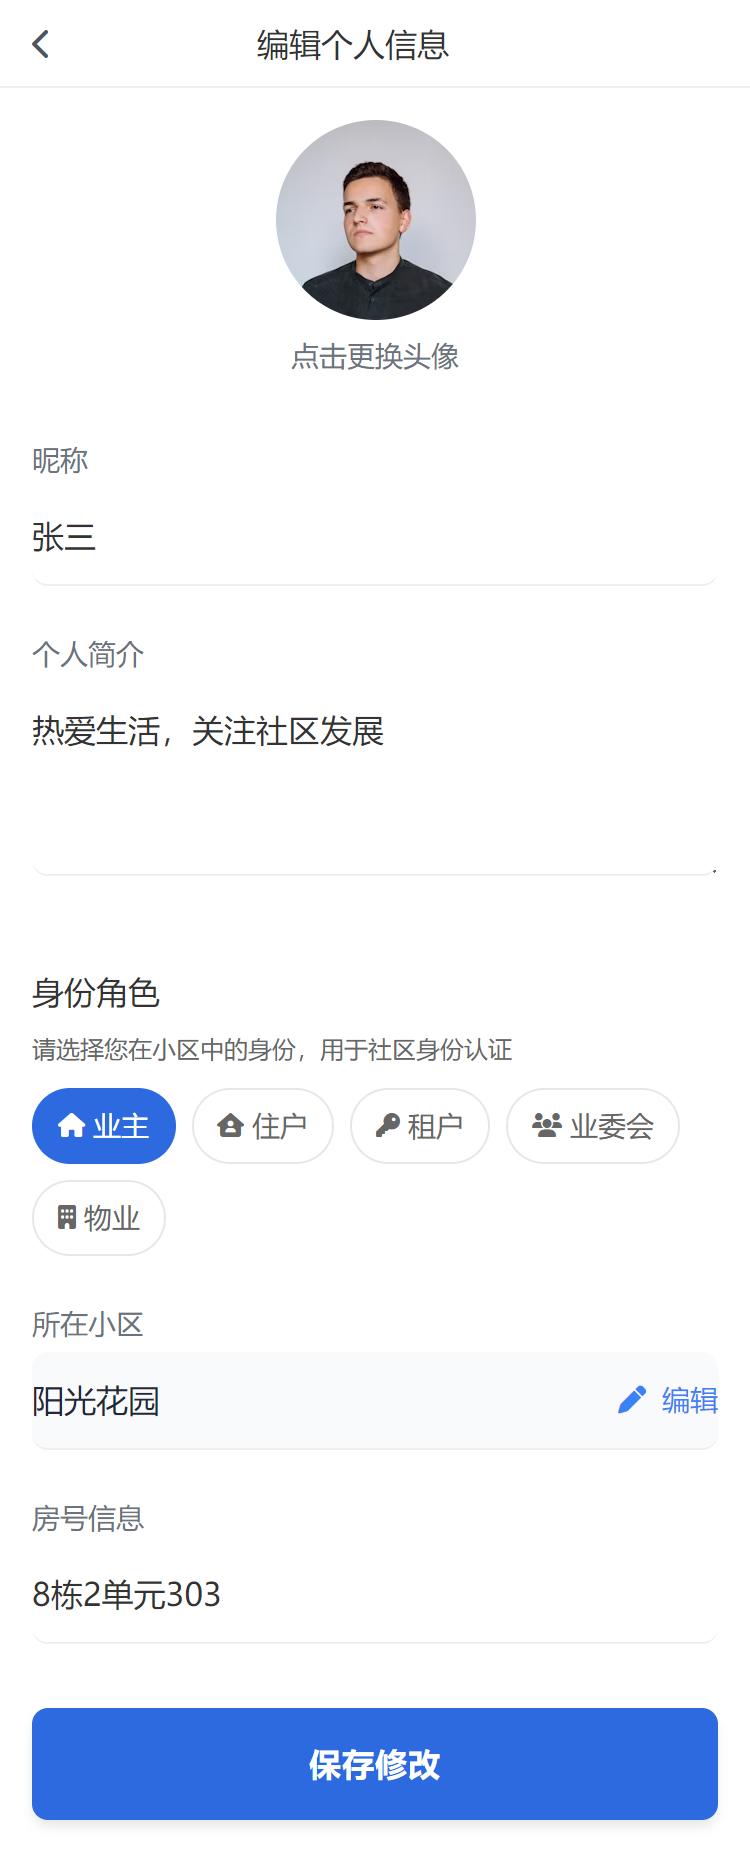 编辑个人信息
点击更换头像
昵称
张三
个人简介
热爱生活，关注社区发展
身份角色
请选择您在小区中的身份，用于社区身份认证
业主 住户 租户 业委会
物业
所在小区
阳光花园 编辑
房号信息
8栋2单元303
保存修改